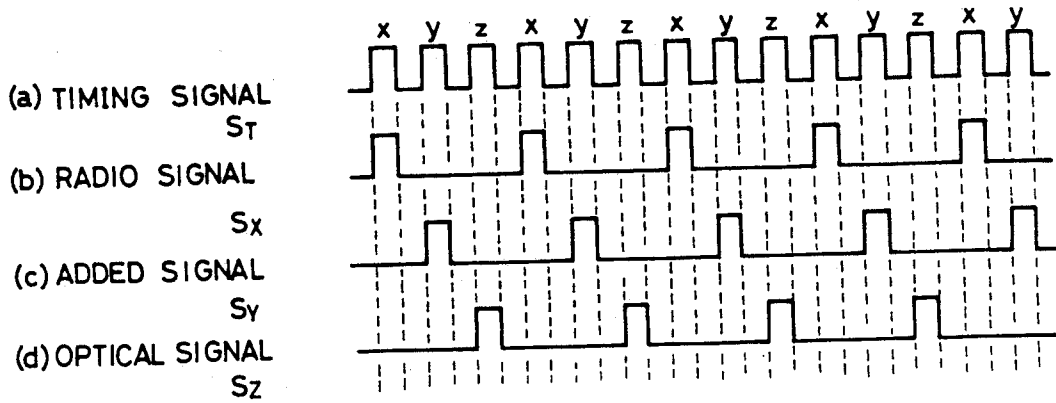 x y z x y z x y z x y z x y
(a) TIMING SIGNAL
ST
(b) RADIO SIGNAL
SX
(c) ADDED SIGNAL
SY
(d) OPTICAL SIGNAL
SZ